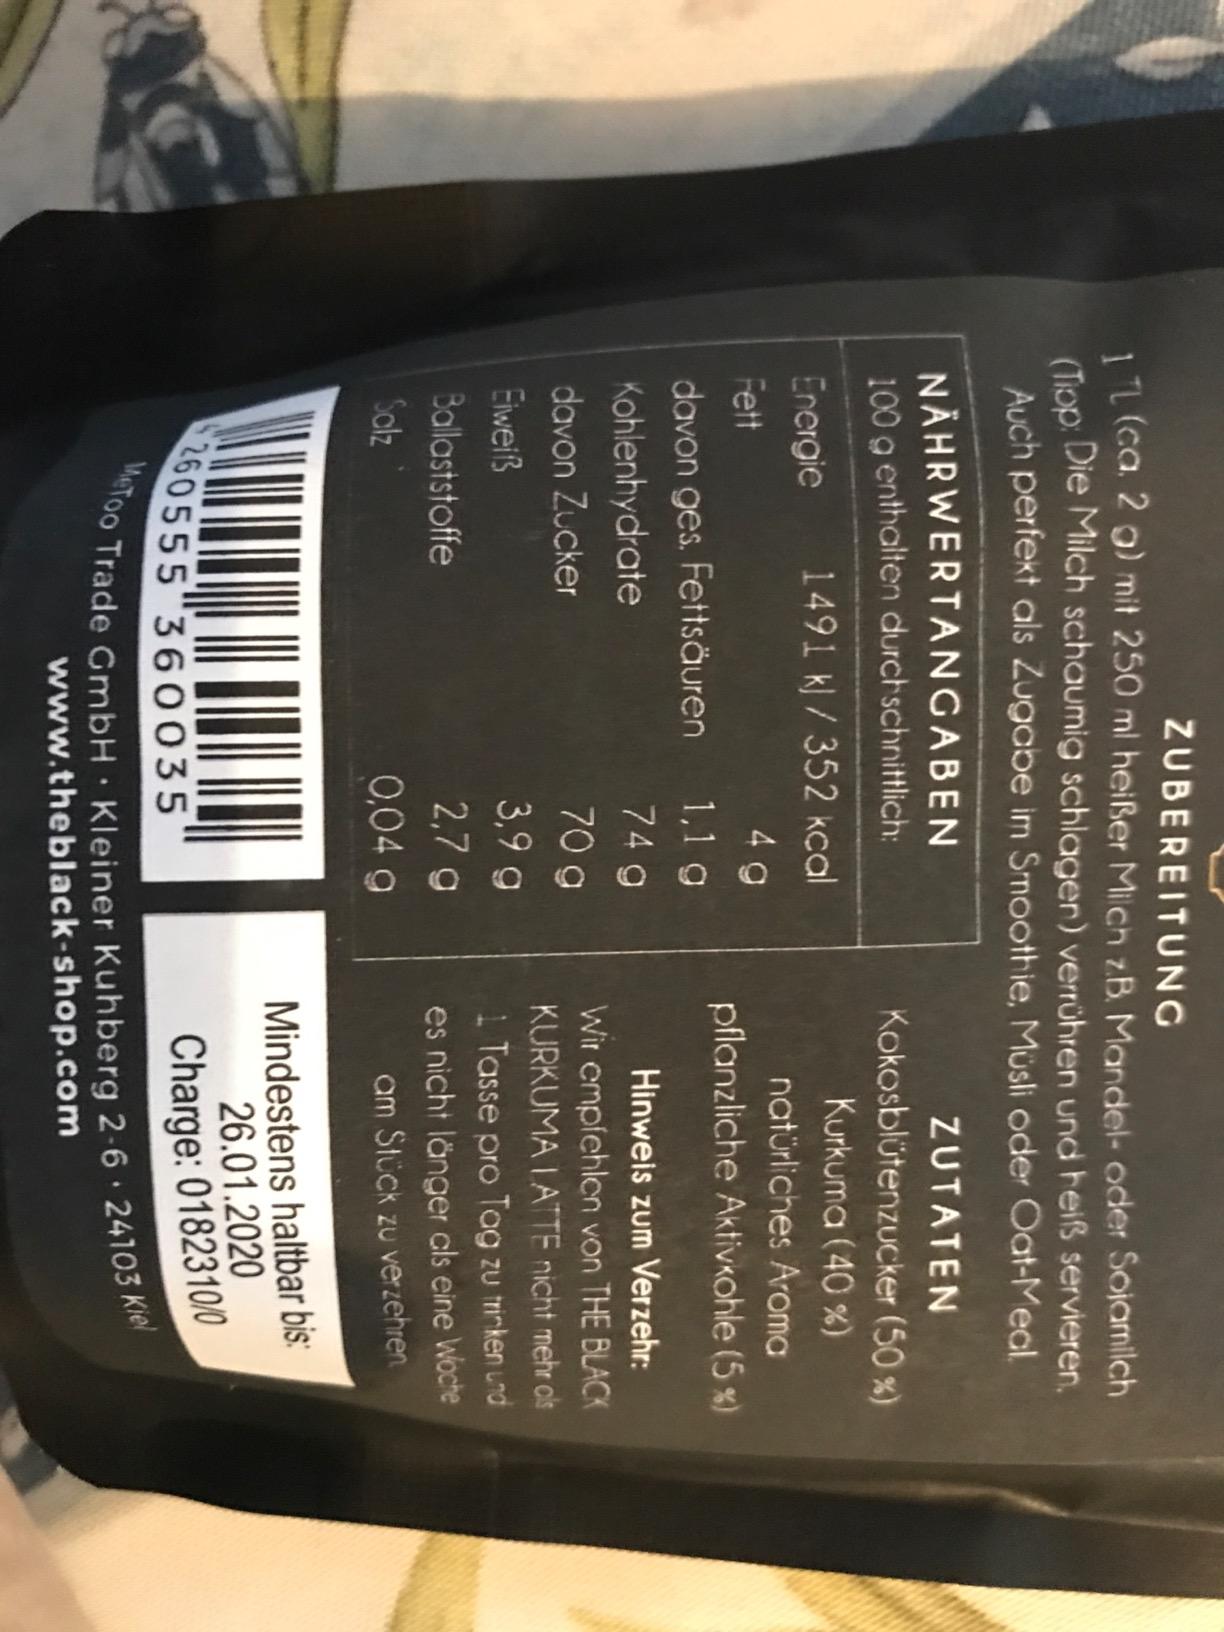 ZUBEREITUNG
1 TL (ca. 2 g) mit 250 ml heißer Milch z.B. Mandel- oder Sojamilch
(Tipp: Die Milch schaumig schlagen) verrühren und heiß servieren.
Auch perfekt als Zugabe im Smoothie, Müsli oder Oat-Meal.
NÄHRWERTANGABEN
100 g enthalten durchschnittlich:
Energie 1491 kJ / 352 kcal
Fett 4 g
davon ges. Fettsäuren 1,1 g
Kohlenhydrate 74 g
davon Zucker 70 g
Eiweiß 3,9 g
Ballaststoffe 2,7 g
Salz 0,04 g
ZUTATEN
Kokosblütenzucker (50 %)
Kurkuma (40 %)
natürliches Aroma
pflanzliche Aktivkohle (5 %)
Hinweis zum Verzehr:
Wir empfehlen von THE BLACK
KURKUMA LATTE nicht mehr als
1 Tasse pro Tag zu trinken und
es nicht länger als eine Woche
am Stück zu verzehren.
4 260555 360035
Mindestens haltbar bis:
26.01.2020
Charge: 0182310/0
MeToo Trade GmbH · Kleiner Kuhberg 2-6 · 24103 Kiel
www.theblack-shop.com